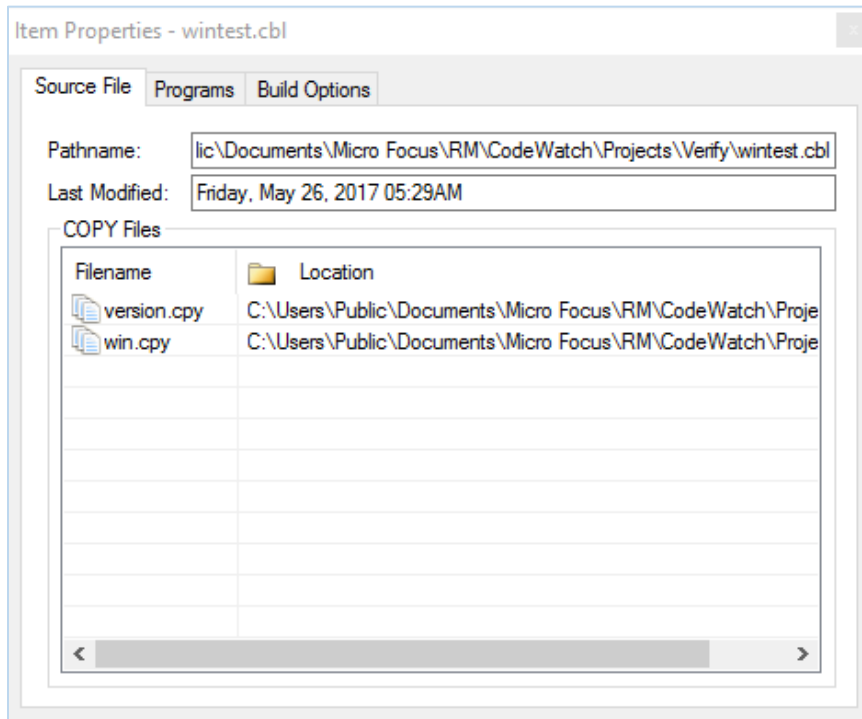 Item Properties - wintest.cbl
Source File Programs Build Options
Pathname: lic\Documents\Micro Focus\RM\CodeWatch\Projects\Verify\wintest.cbl
Last Modified: Friday, May 26, 2017 05:29AM
COPY Files
Filename Location
version.cpy C:\Users\Public\Documents\Micro Focus\RM\CodeWatch\Proje
win.cpy C:\Users\Public\Documents\Micro Focus\RM\CodeWatch\Proje